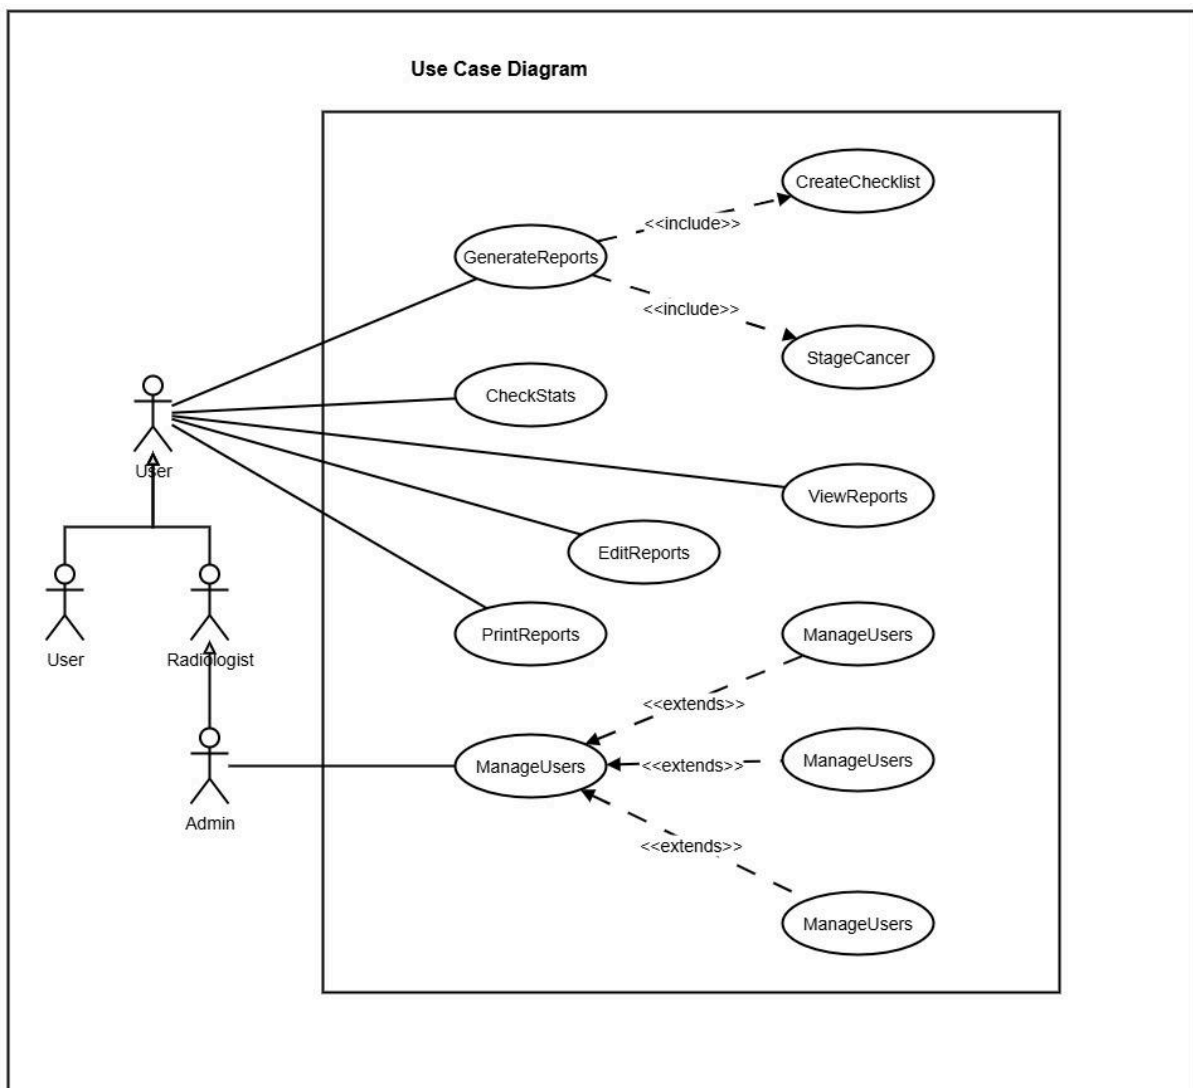 Use Case Diagram
CreateChecklist
<<include>>
GenerateReports
<<include>>
StageCancer
CheckStats
User
ViewReports
EditReports
PrintReports
ManageUsers
User
Radiologist
<<extends>>
ManageUsers
<<extends>>
ManageUsers
Admin
<<extends>>
ManageUsers